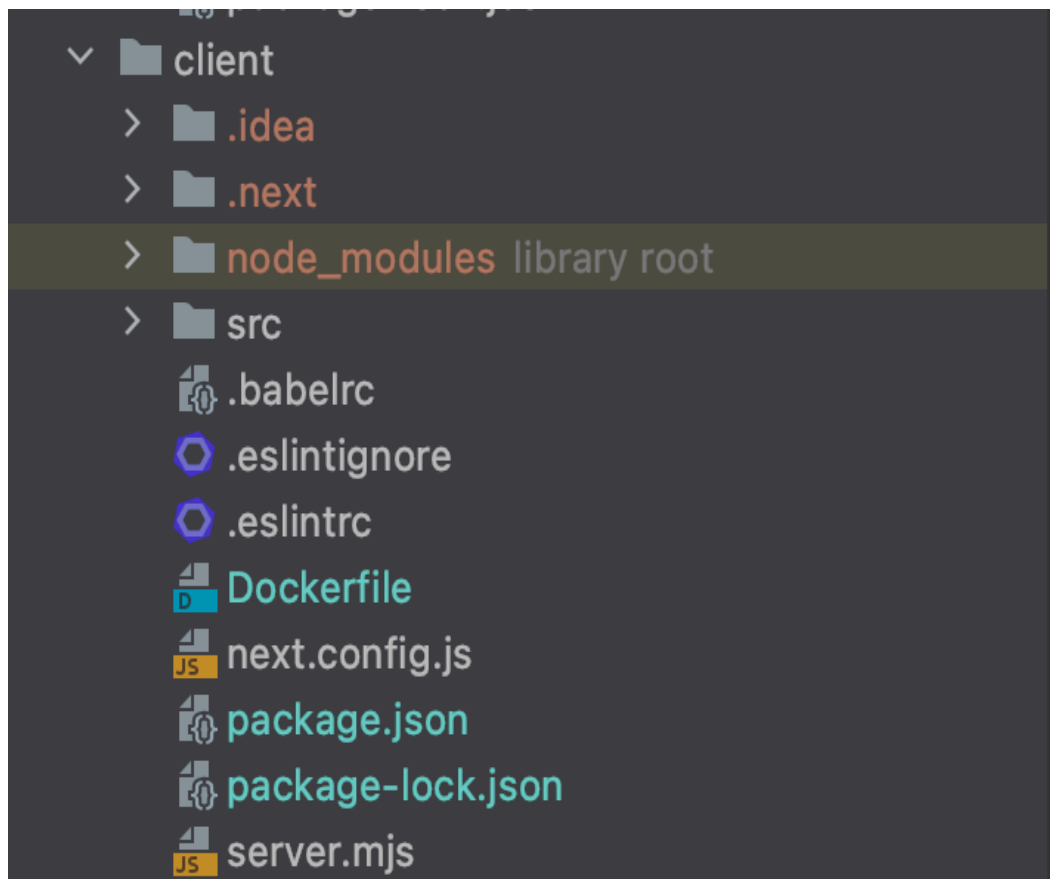 client
.idea
.next
node_modules library root
src
.babelrc
.eslintignore
.eslintrc
Dockerfile
next.config.js
package.json
package-lock.json
server.mjs